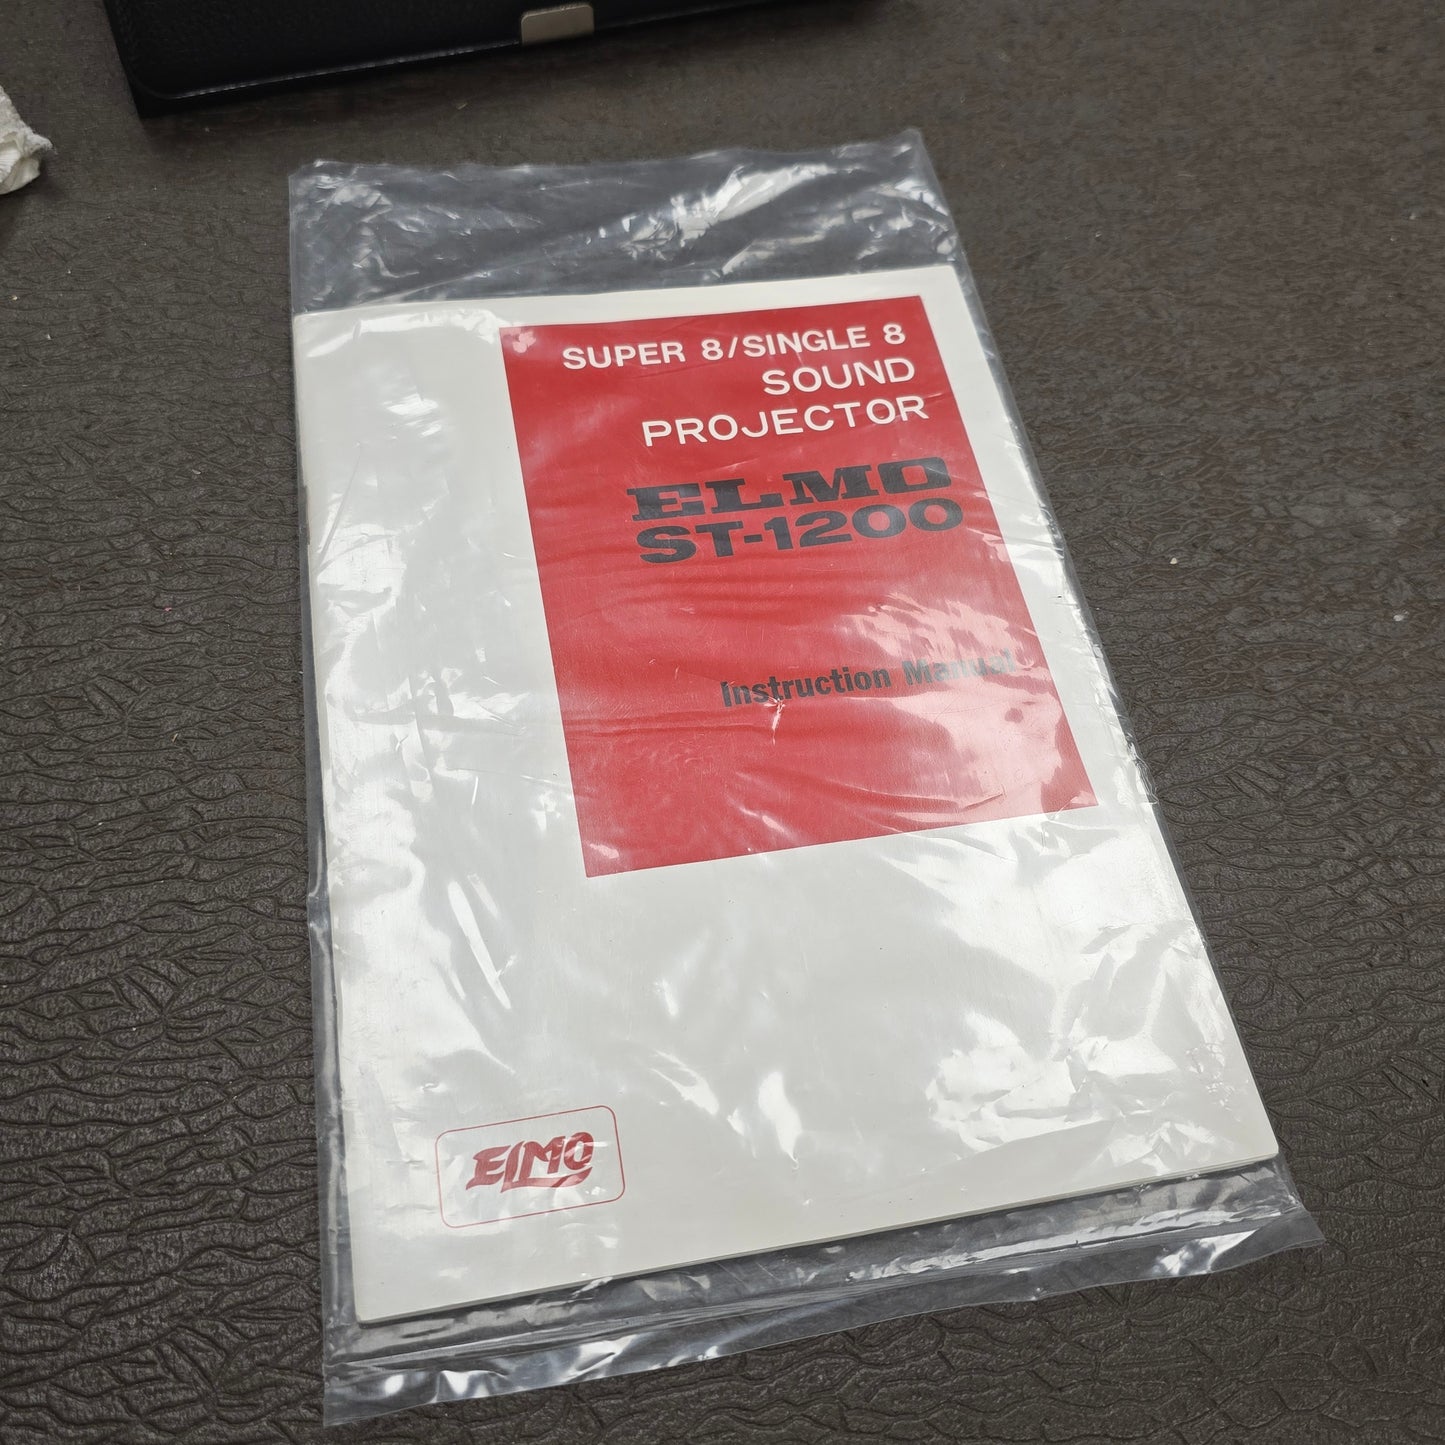 SUPER 8/SINGLE 8
SOUND
PROJECTOR
ELMO
ST-1200
Instruction Manual
ELMO